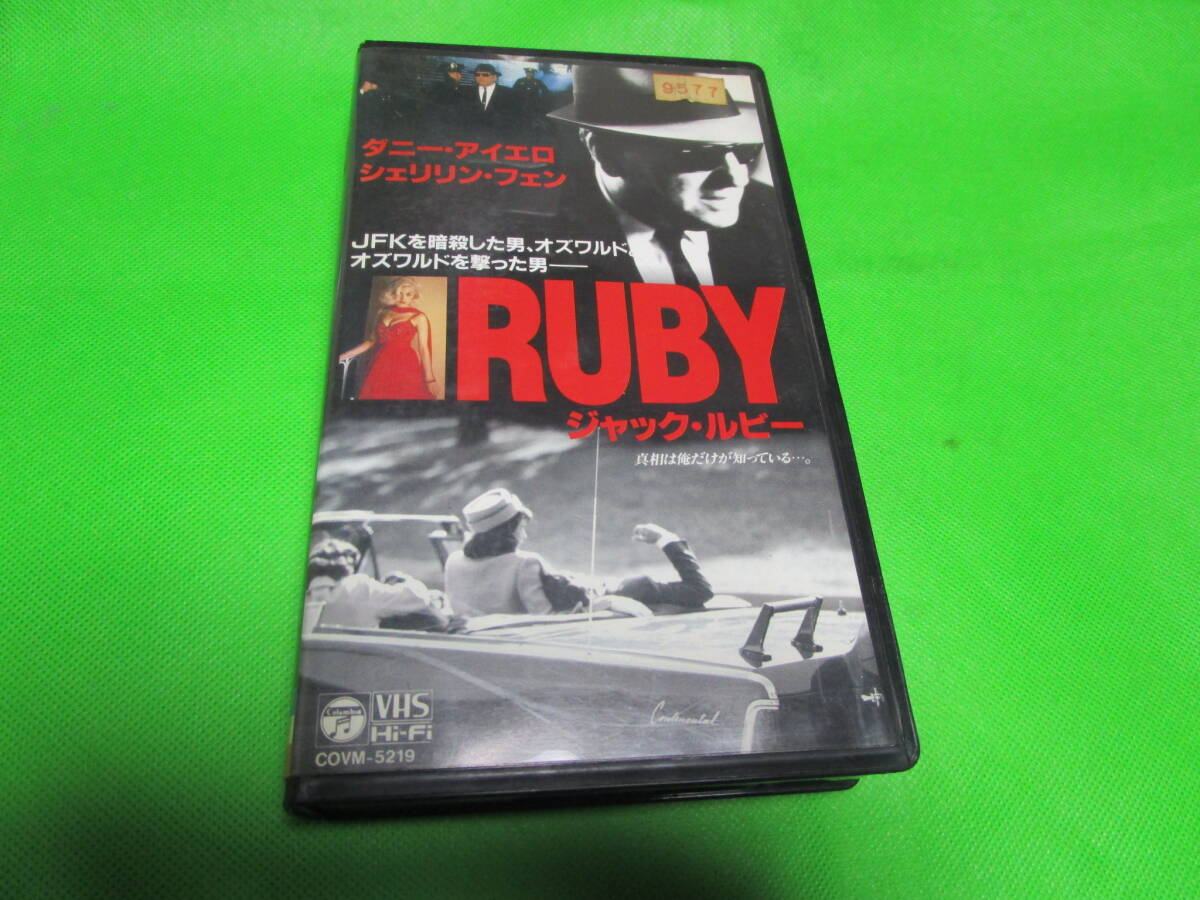 9577
ダニー・アイエロ
シェリリン・フェン
JFKを暗殺した男、オズワルド。
オズワルドを撃った男──
RUBY
ジャック・ルビー
真相は俺だけが知っている…。
Continental
Columbia
VHS
Hi-Fi
COVM-5219